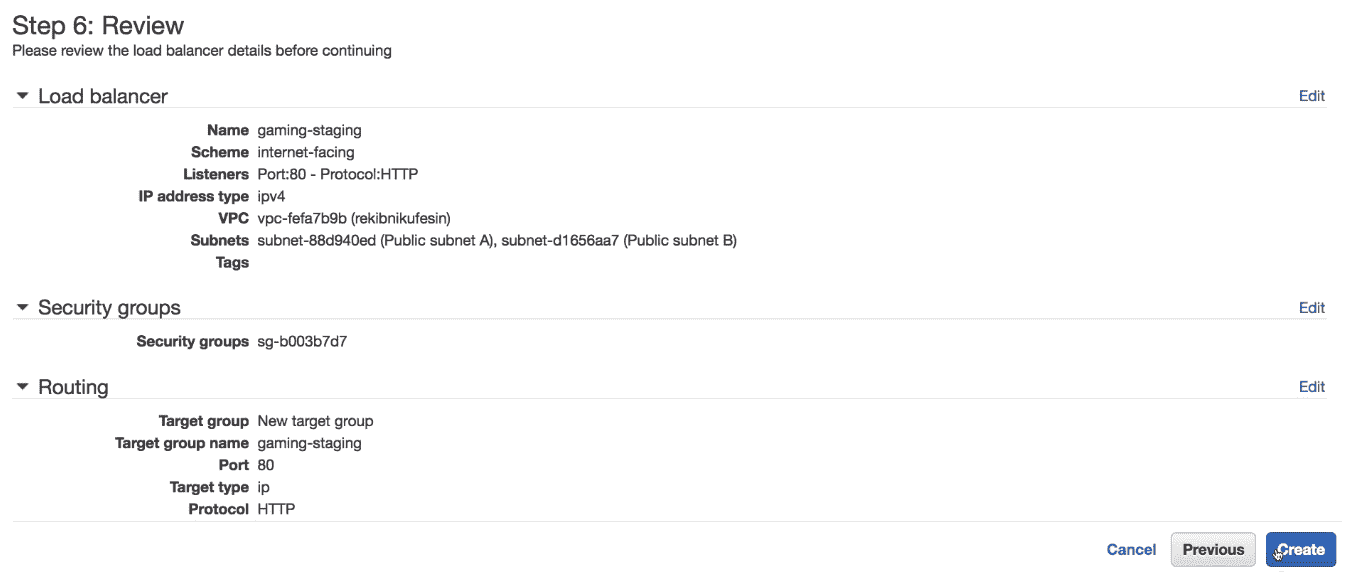 Step 6: Review
Please review the load balancer details before continuing
Load balancer Edit
Name gaming-staging
Scheme internet-facing
Listeners Port:80 - Protocol:HTTP
IP address type ipv4
VPC vpc-fefa7b9b (rekibnikufesin)
Subnets subnet-88d940ed (Public subnet A), subnet-d1656aa7 (Public subnet B)
Tags
Security groups Edit
Security groups sg-b003b7d7
Routing Edit
Target group New target group
Target group name gaming-staging
Port 80
Target type ip
Protocol HTTP
Cancel Previous Create